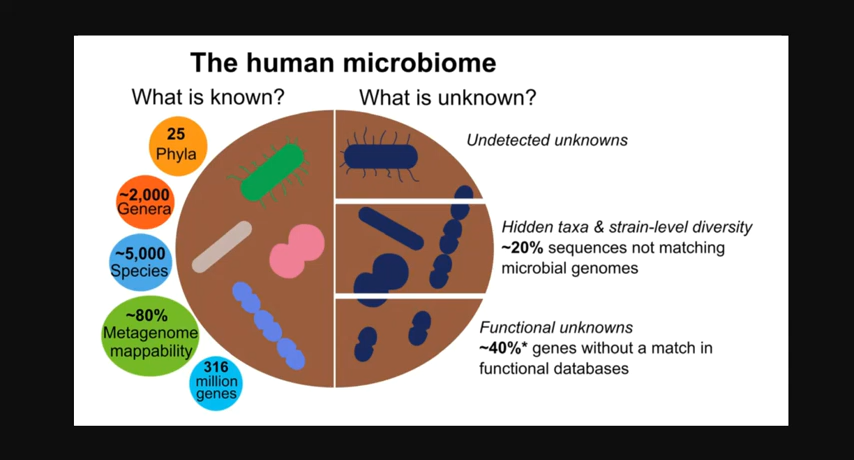 The human microbiome
What is known?
What is unknown?
25
Phyla
~2,000
Genera
~5,000
Species
~80%
Metagenome
mappability
316
million
genes
Undetected unknowns
Hidden taxa & strain-level diversity
~20% sequences not matching
microbial genomes
Functional unknowns
~40%* genes without a match in
functional databases